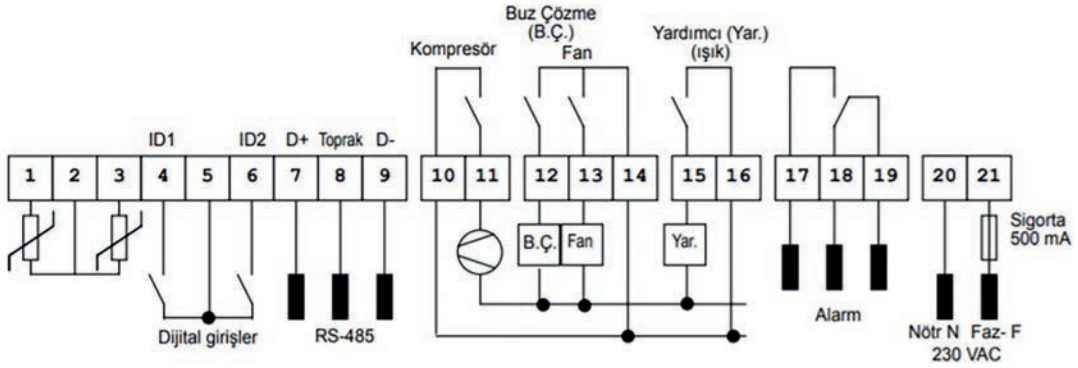 Buz Çözme
(B.Ç.)
Kompresör
Fan
Yardımcı (Yar.)
(ışık)
ID1 ID2 D+ Toprak D-
1 2 3 4 5 6 7 8 9 10 11 12 13 14 15 16 17 18 19 20 21
B.Ç. Fan Yar.
Sigorta
500 mA
Dijital girişler
RS-485
Alarm
Nötr N Faz- F
230 VAC